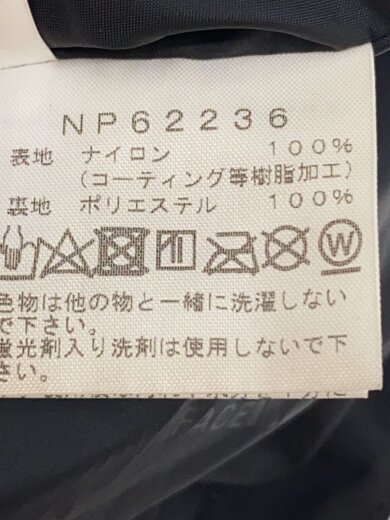 NP62236
表地 ナイロン 100%
(コーティング等樹脂加工)
裏地 ポリエステル 100%
W
色物は他の物と一緒に洗濯しない
で下さい。
蛍光剤入り洗剤は使用しないで下
さい。
FACE